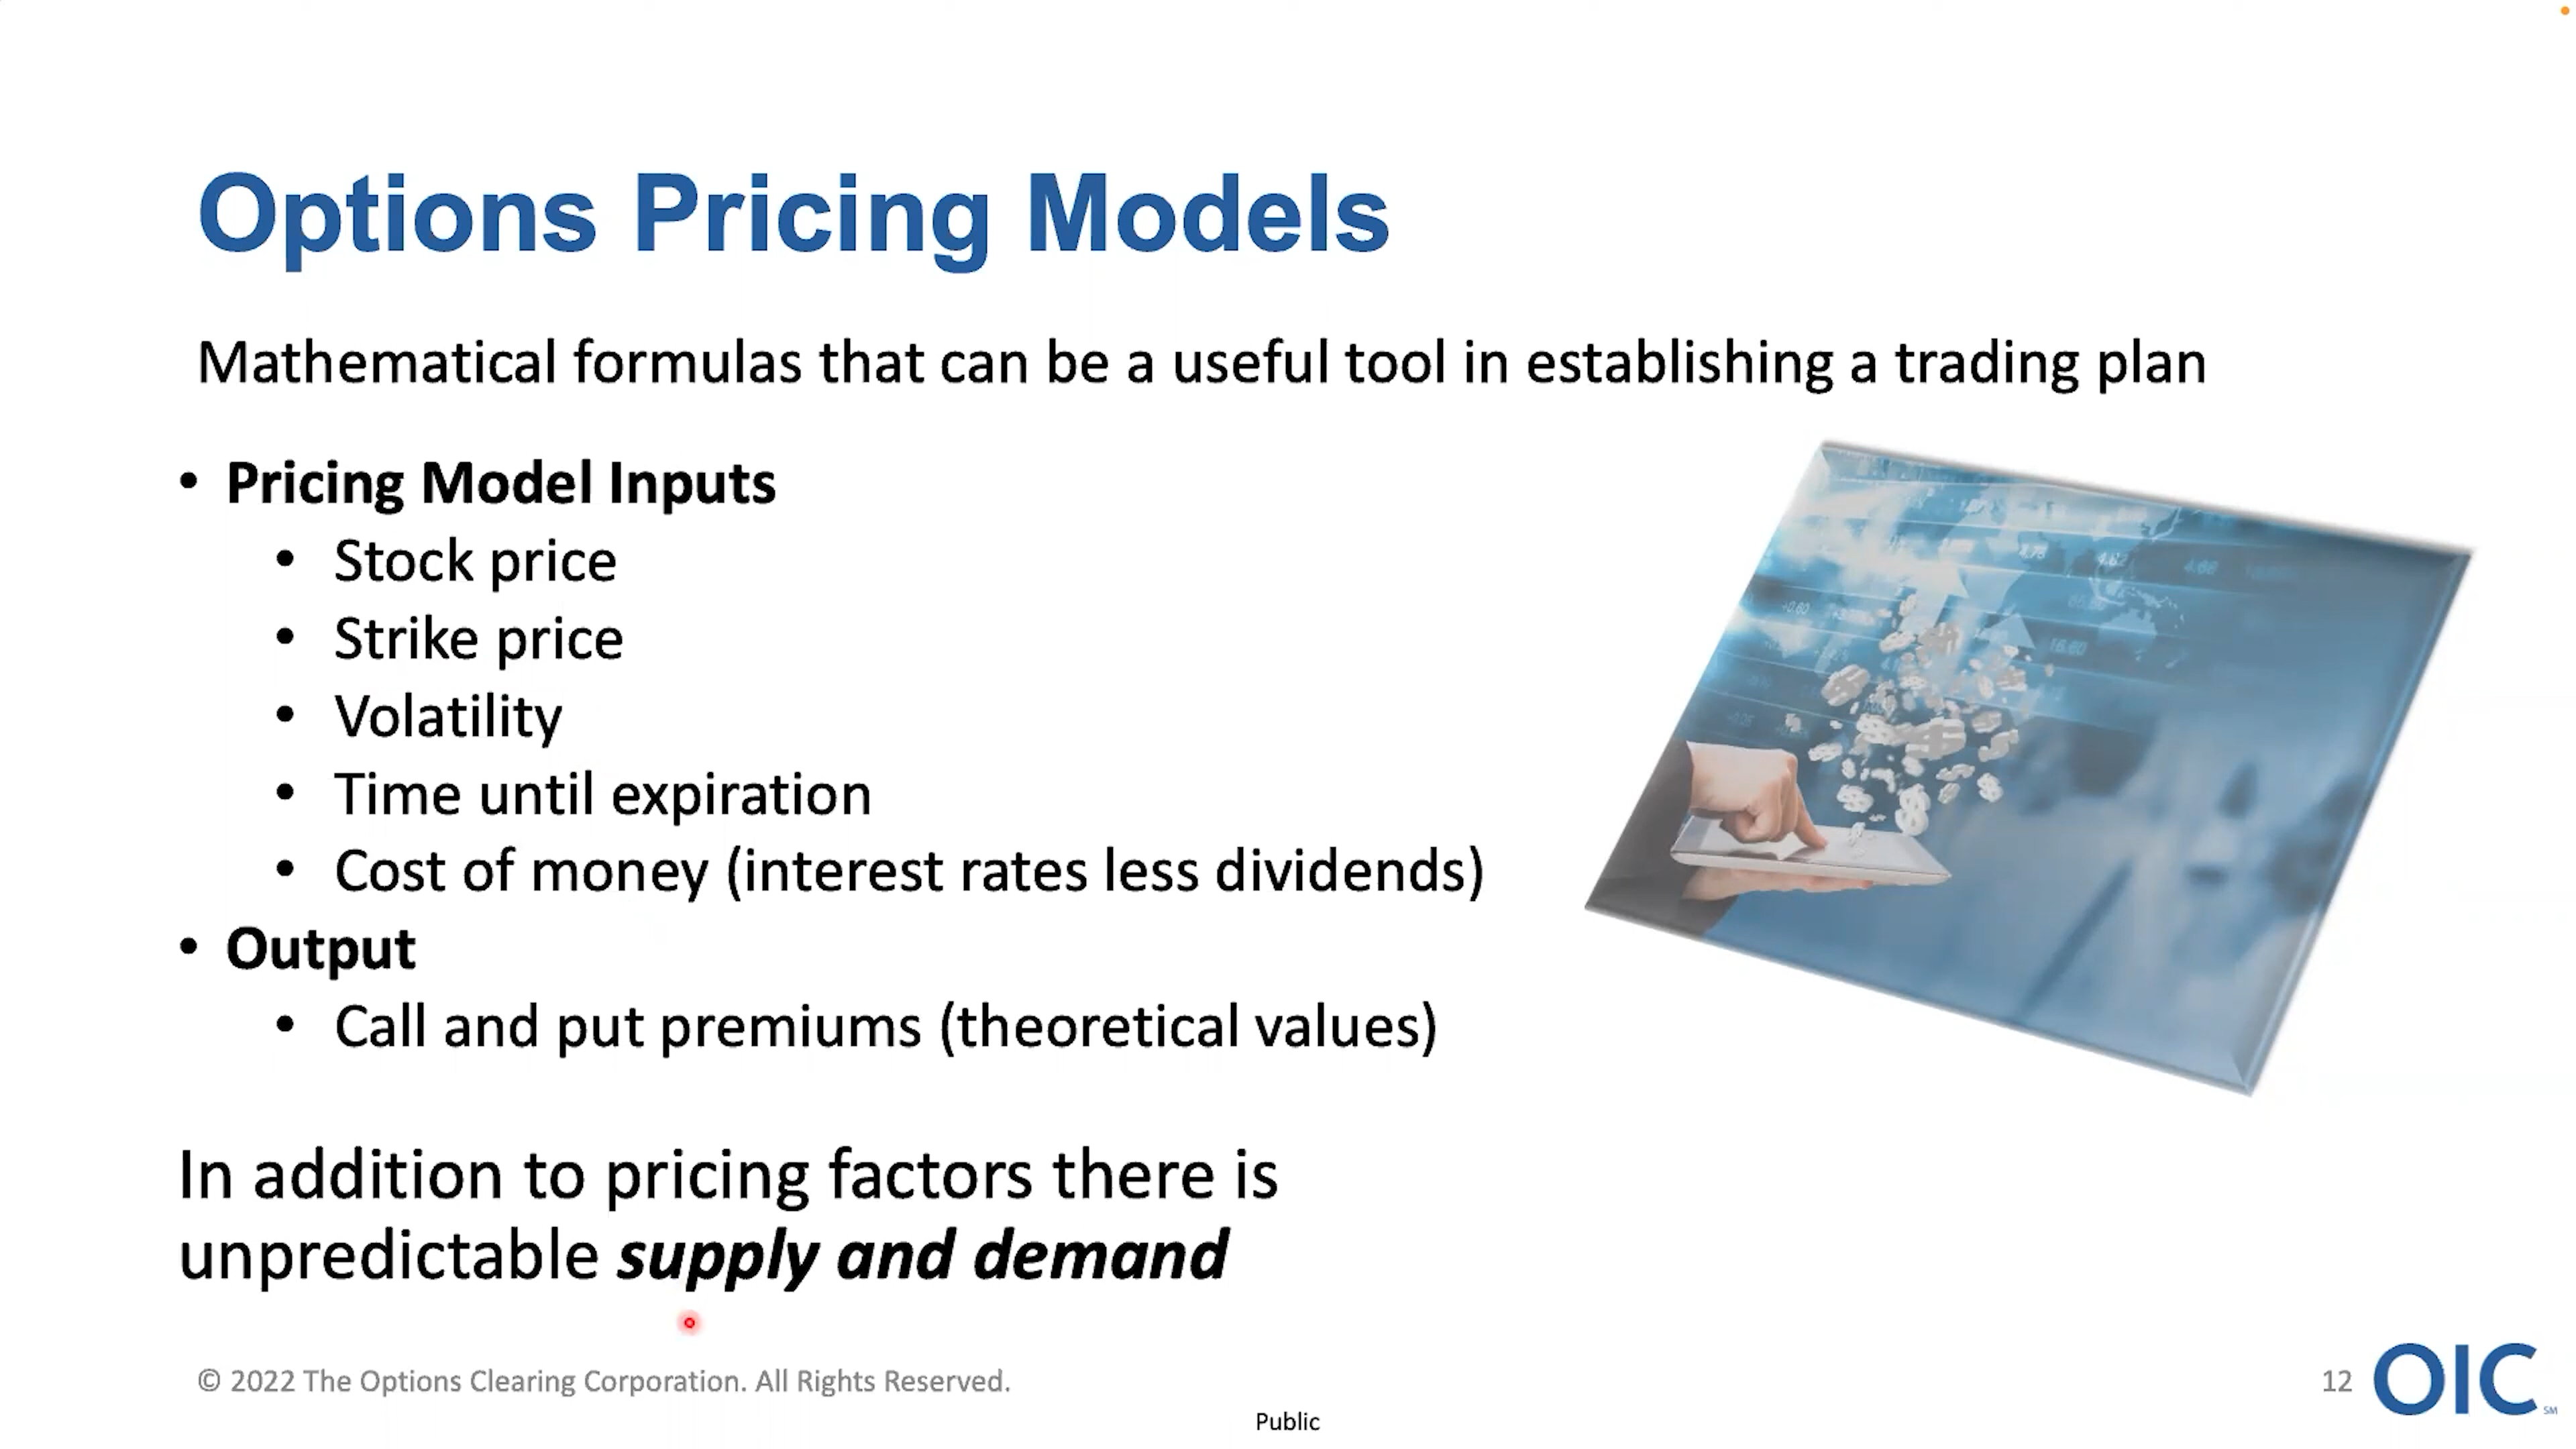 Options Pricing Models
Mathematical formulas that can be a useful tool in establishing a trading plan
• Pricing Model Inputs
• Stock price
• Strike price
• Volatility
• Time until expiration
• Cost of money (interest rates less dividends)
• Output
• Call and put premiums (theoretical values)
In addition to pricing factors there is
unpredictable supply and demand
© 2022 The Options Clearing Corporation. All Rights Reserved.
12
OIC SM
Public